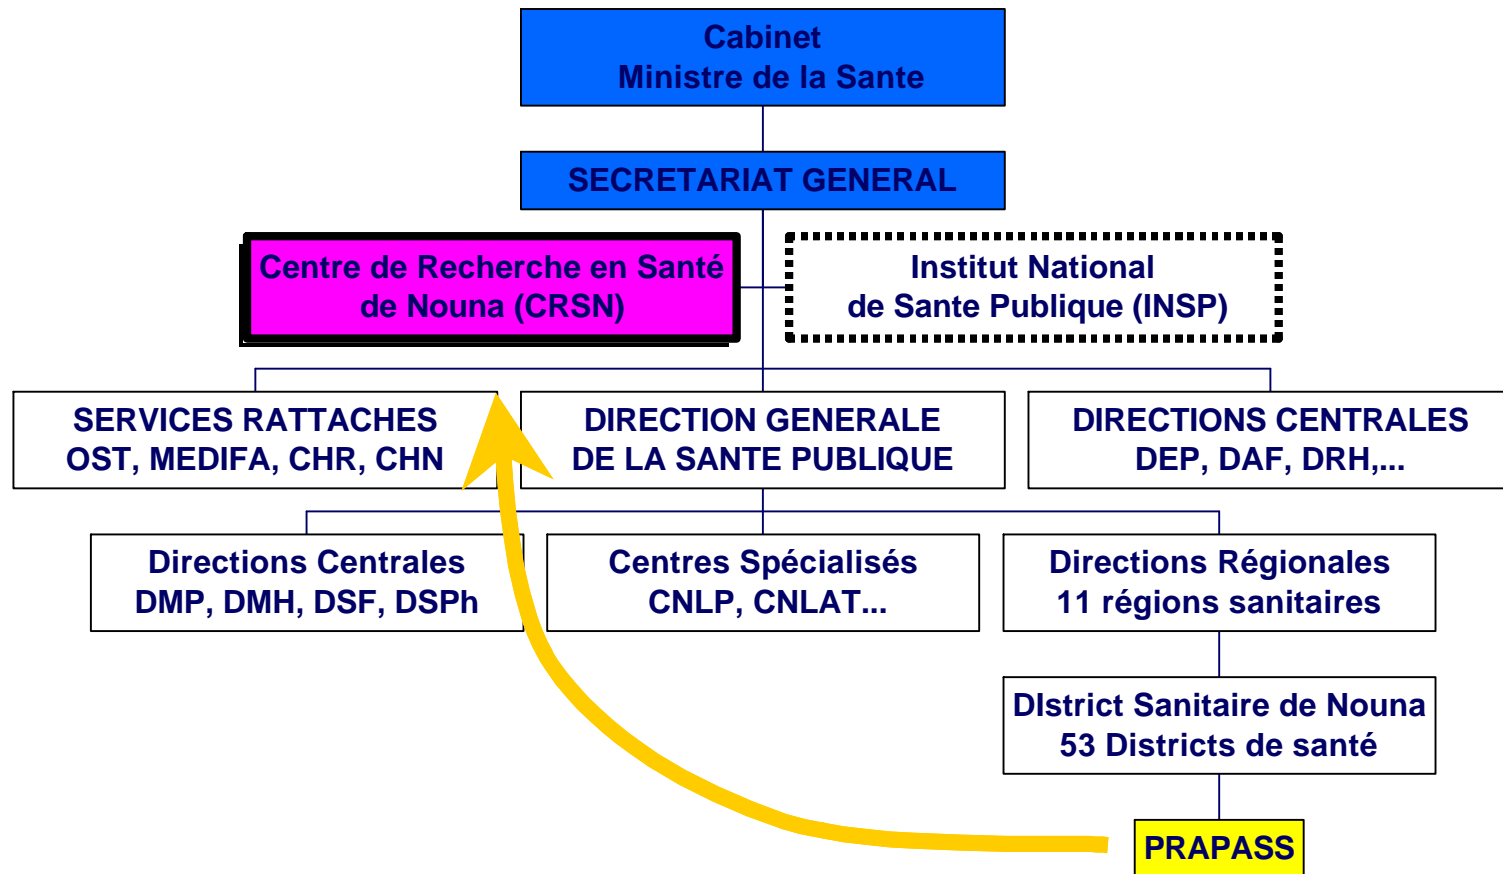 Cabinet
Ministre de la Sante
SECRETARIAT GENERAL
Centre de Recherche en Santé
de Nouna (CRSN)
Institut National
de Sante Publique (INSP)
SERVICES RATTACHES
OST, MEDIFA, CHR, CHN
DIRECTION GENERALE
DE LA SANTE PUBLIQUE
DIRECTIONS CENTRALES
DEP, DAF, DRH,...
Directions Centrales
DMP, DMH, DSF, DSPh
Centres Spécialisés
CNLP, CNLAT...
Directions Régionales
11 régions sanitaires
DIstrict Sanitaire de Nouna
53 Districts de santé
PRAPASS